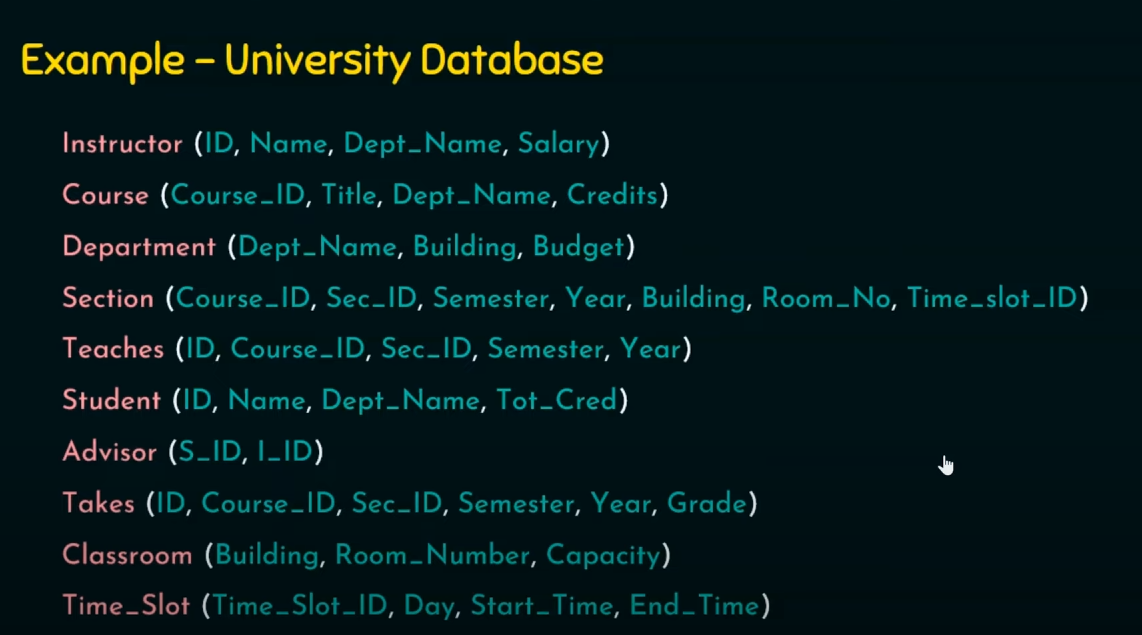 Example – University Database
Instructor (ID, Name, Dept_Name, Salary)
Course (Course_ID, Title, Dept_Name, Credits)
Department (Dept_Name, Building, Budget)
Section (Course_ID, Sec_ID, Semester, Year, Building, Room_No, Time_slot_ID)
Teaches (ID, Course_ID, Sec_ID, Semester, Year)
Student (ID, Name, Dept_Name, Tot_Cred)
Advisor (S_ID, I_ID)
Takes (ID, Course_ID, Sec_ID, Semester, Year, Grade)
Classroom (Building, Room_Number, Capacity)
Time_Slot (Time_Slot_ID, Day, Start_Time, End_Time)